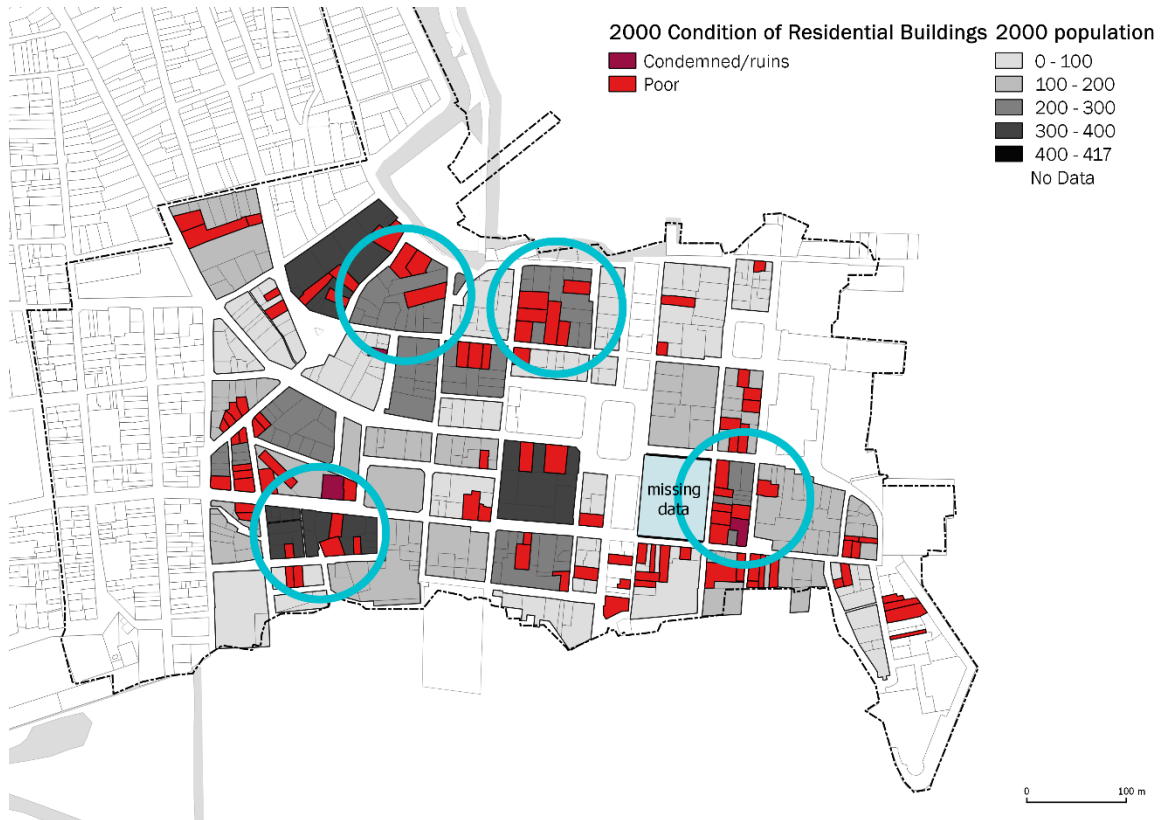 2000 Condition of Residential Buildings
Condemned/ruins
Poor
2000 population
0 - 100
100 - 200
200 - 300
300 - 400
400 - 417
No Data
missing
data
0 100 m